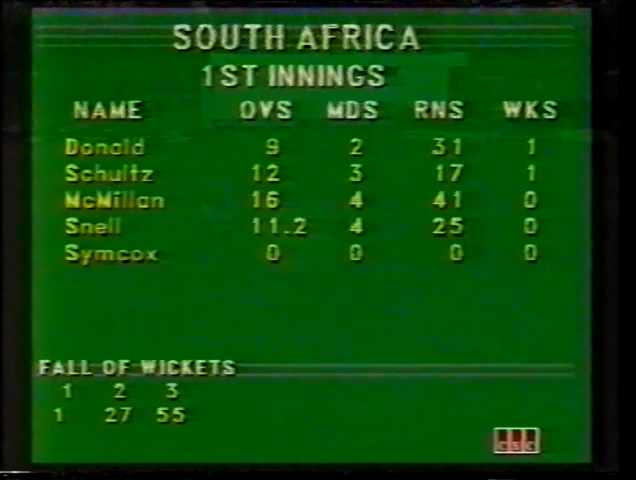 SOUTH AFRICA
1ST INNINGS
NAME OVS MDS RNS WKS
Donald 9 2 31 1
Schultz 12 3 17 1
McMillan 16 4 41 0
Snell 11.2 4 25 0
Symcox 0 0 0 0
FALL OF WICKETS
1 2 3
1 27 55
CSC